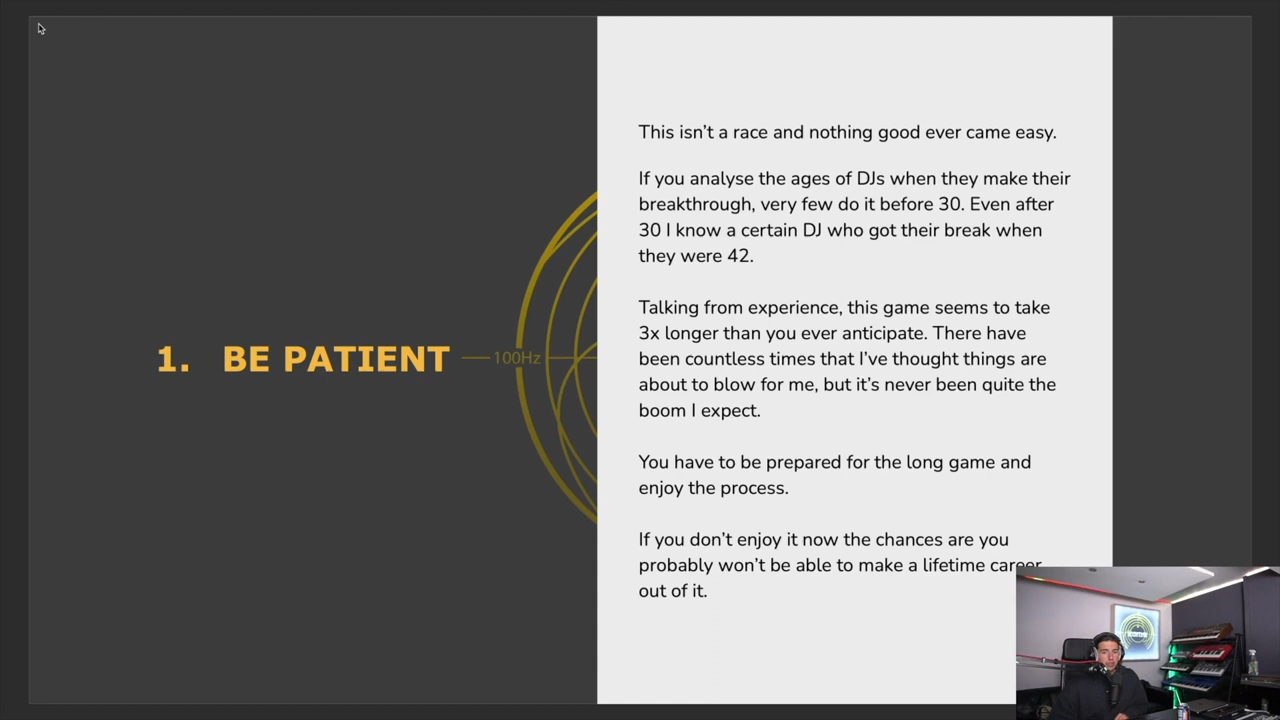 1. BE PATIENT
100Hz
This isn't a race and nothing good ever came easy.
If you analyse the ages of DJs when they make their
breakthrough, very few do it before 30. Even after
30 I know a certain DJ who got their break when
they were 42.
Talking from experience, this game seems to take
3x longer than you ever anticipate. There have
been countless times that I've thought things are
about to blow for me, but it's never been quite the
boom I expect.
You have to be prepared for the long game and
enjoy the process.
If you don't enjoy it now the chances are you
probably won't be able to make a lifetime career
out of it.